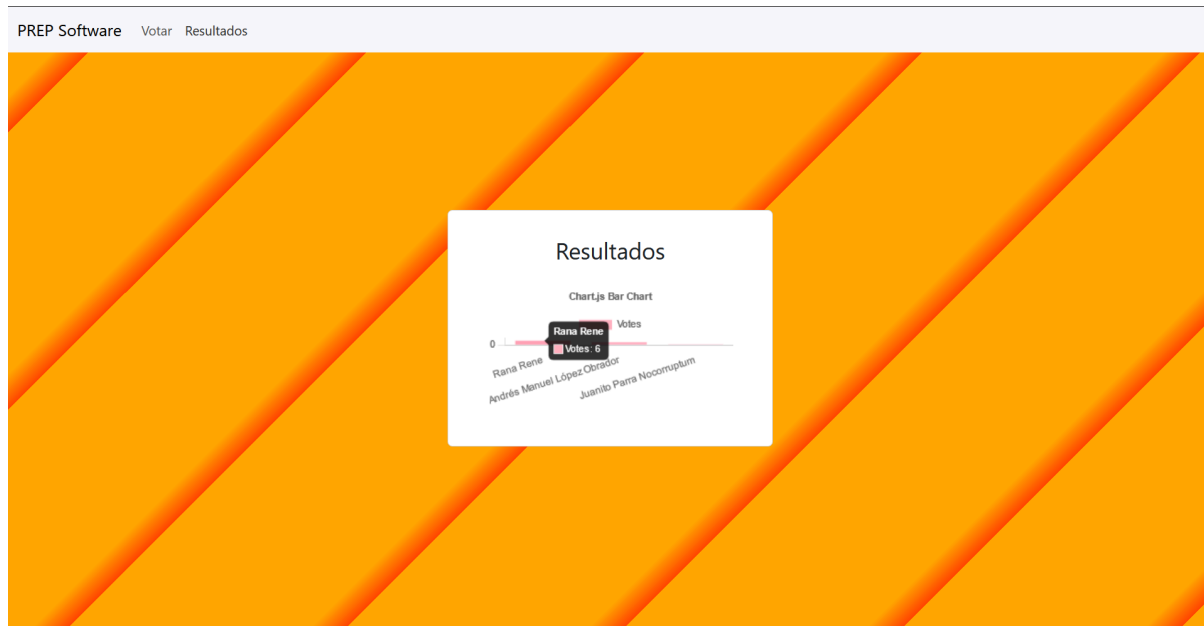 PREP Software Votar Resultados
Resultados
Chart.js Bar Chart
Votes
Rana Rene
Votes: 6
0
Rana Rene
Andrés Manuel López Obrador
Juanito Parra Nocorruptum